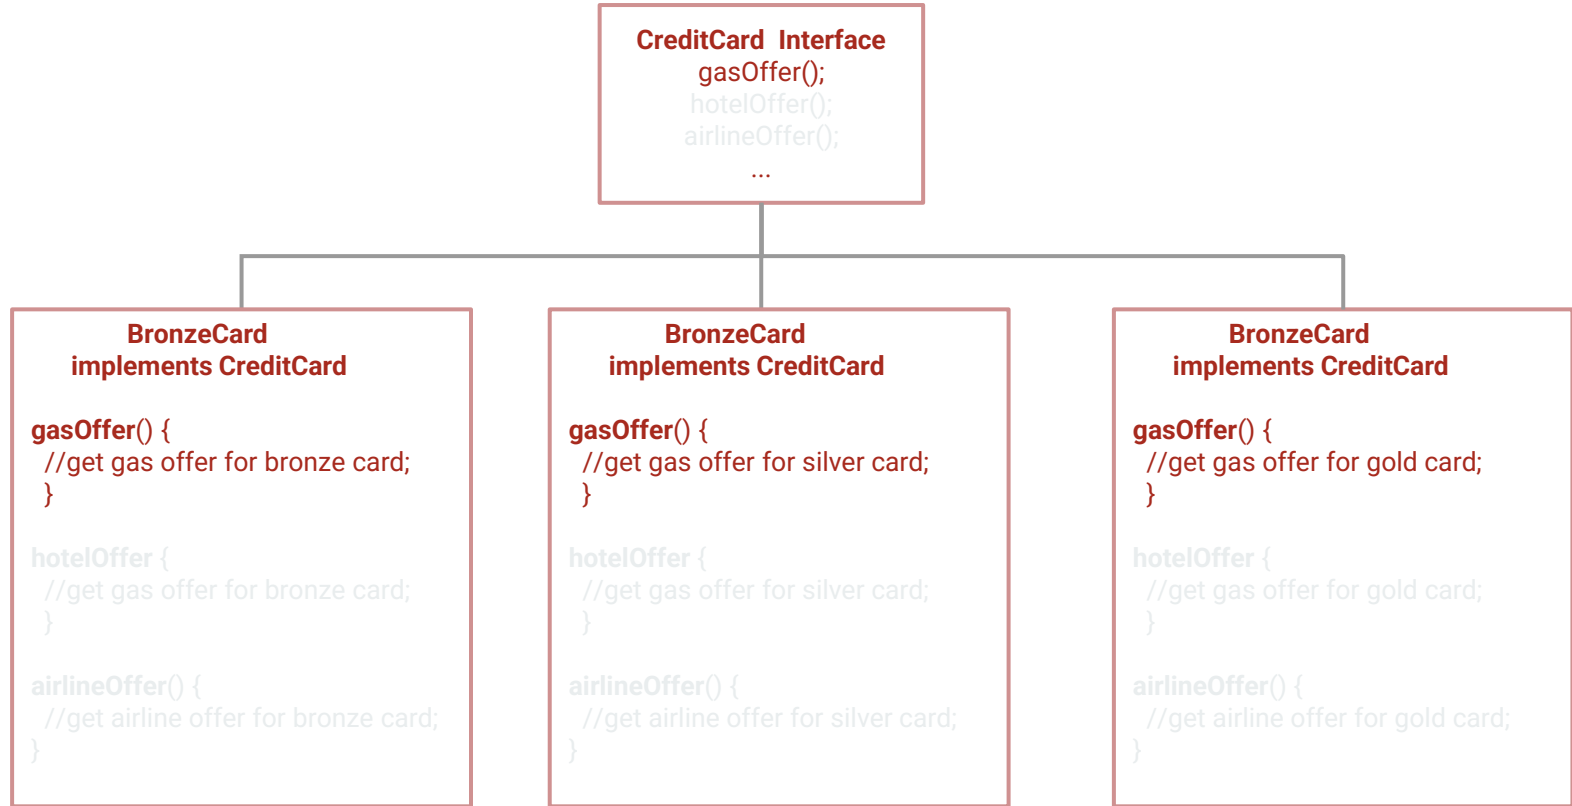 CreditCard Interface
gasOffer();
hotelOffer();
airlineOffer();
...
BronzeCard
implements CreditCard
gasOffer() {
//get gas offer for bronze card;
}
hotelOffer {
//get gas offer for bronze card;
}
airlineOffer() {
//get airline offer for bronze card;
}
BronzeCard
implements CreditCard
gasOffer() {
//get gas offer for silver card;
}
hotelOffer {
//get gas offer for silver card;
}
airlineOffer() {
//get airline offer for silver card;
}
BronzeCard
implements CreditCard
gasOffer() {
//get gas offer for gold card;
}
hotelOffer {
//get gas offer for gold card;
}
airlineOffer() {
//get airline offer for gold card;
}